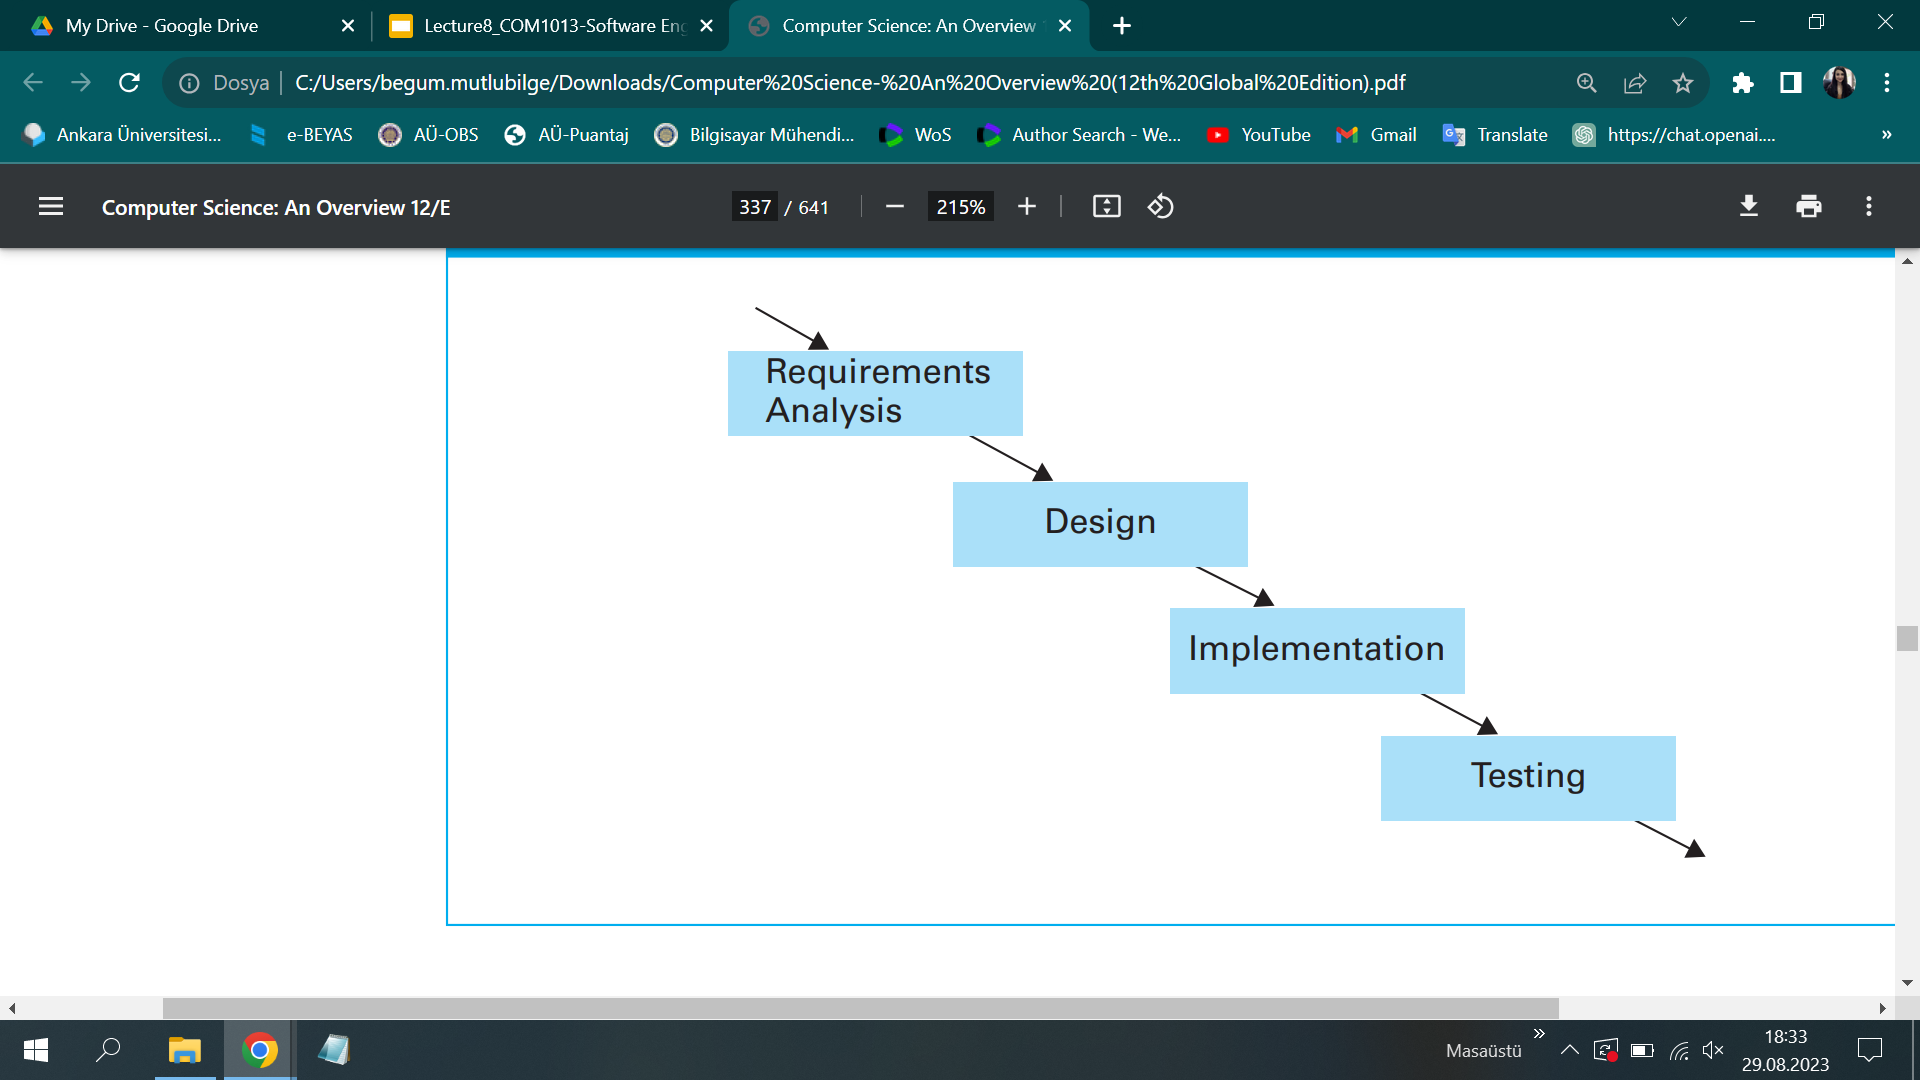 My Drive - Google Drive
Lecture8_COM1013-Software Eng
Computer Science: An Overview
Dosya
C:/Users/begum.mutlubilge/Downloads/Computer%20Science-%20An%20Overview%20(12th%20Global%20Edition).pdf
Ankara Üniversitesi...
e-BEYAS
AÜ-OBS
AÜ-Puantaj
Bilgisayar Mühendi...
WoS
Author Search - We...
YouTube
Gmail
Translate
https://chat.openai....
»
Computer Science: An Overview 12/E
337 / 641
215%
Requirements
Analysis
Design
Implementation
Testing
Masaüstü
»
18:33
29.08.2023